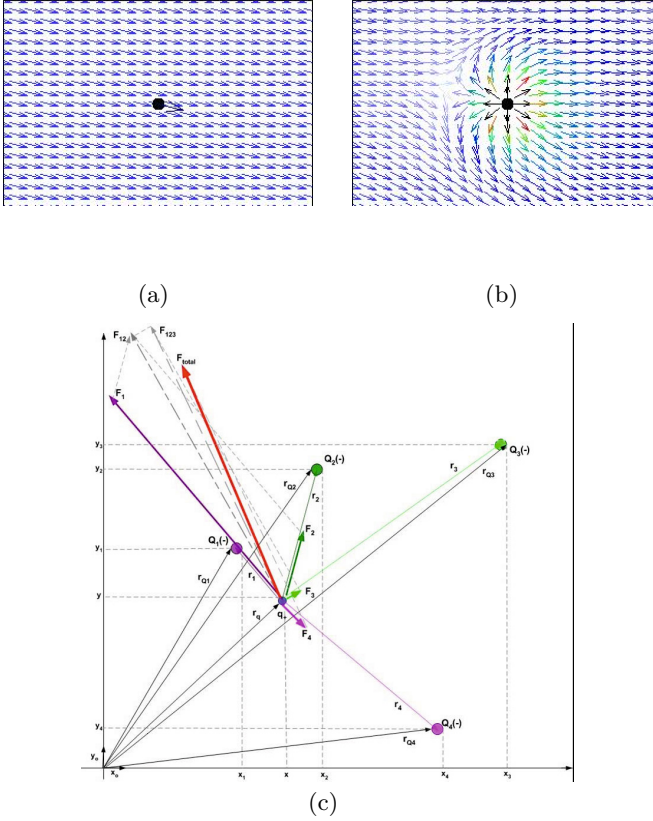 (a) (b)
F12 F123
Ftotal
F1
y3
Q3(-)
r3
rQ3
y2
Q2(-)
rQ2
r2
F2
Q1(-)
y1
rQ1
r1
F3
y
rq
q+
F4
r4
Q4(-)
y4
rQ4
yo
xo x1 x x2 x4 x3
(c)